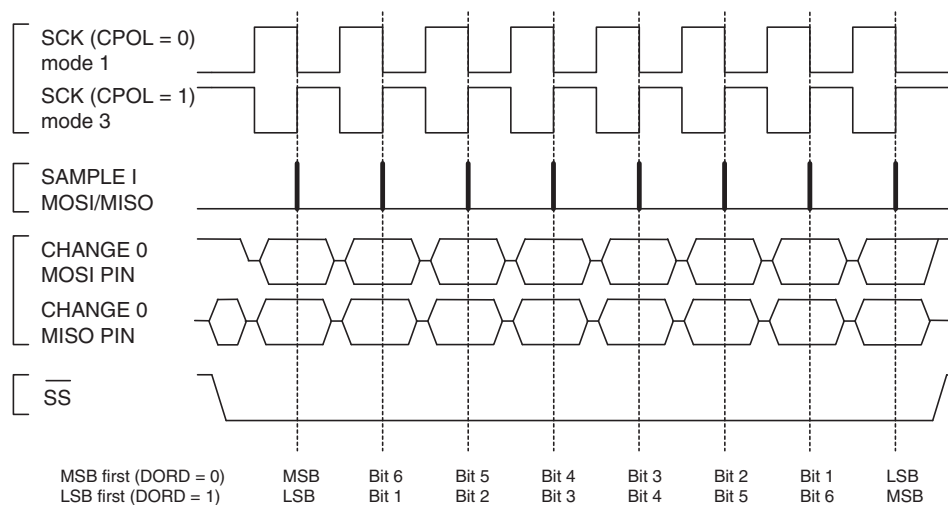 SCK (CPOL = 0)
mode 1
SCK (CPOL = 1)
mode 3
SAMPLE I
MOSI/MISO
CHANGE 0
MOSI PIN
CHANGE 0
MISO PIN
SS
MSB first (DORD = 0) MSB Bit 6 Bit 5 Bit 4 Bit 3 Bit 2 Bit 1 LSB
LSB first (DORD = 1) LSB Bit 1 Bit 2 Bit 3 Bit 4 Bit 5 Bit 6 MSB